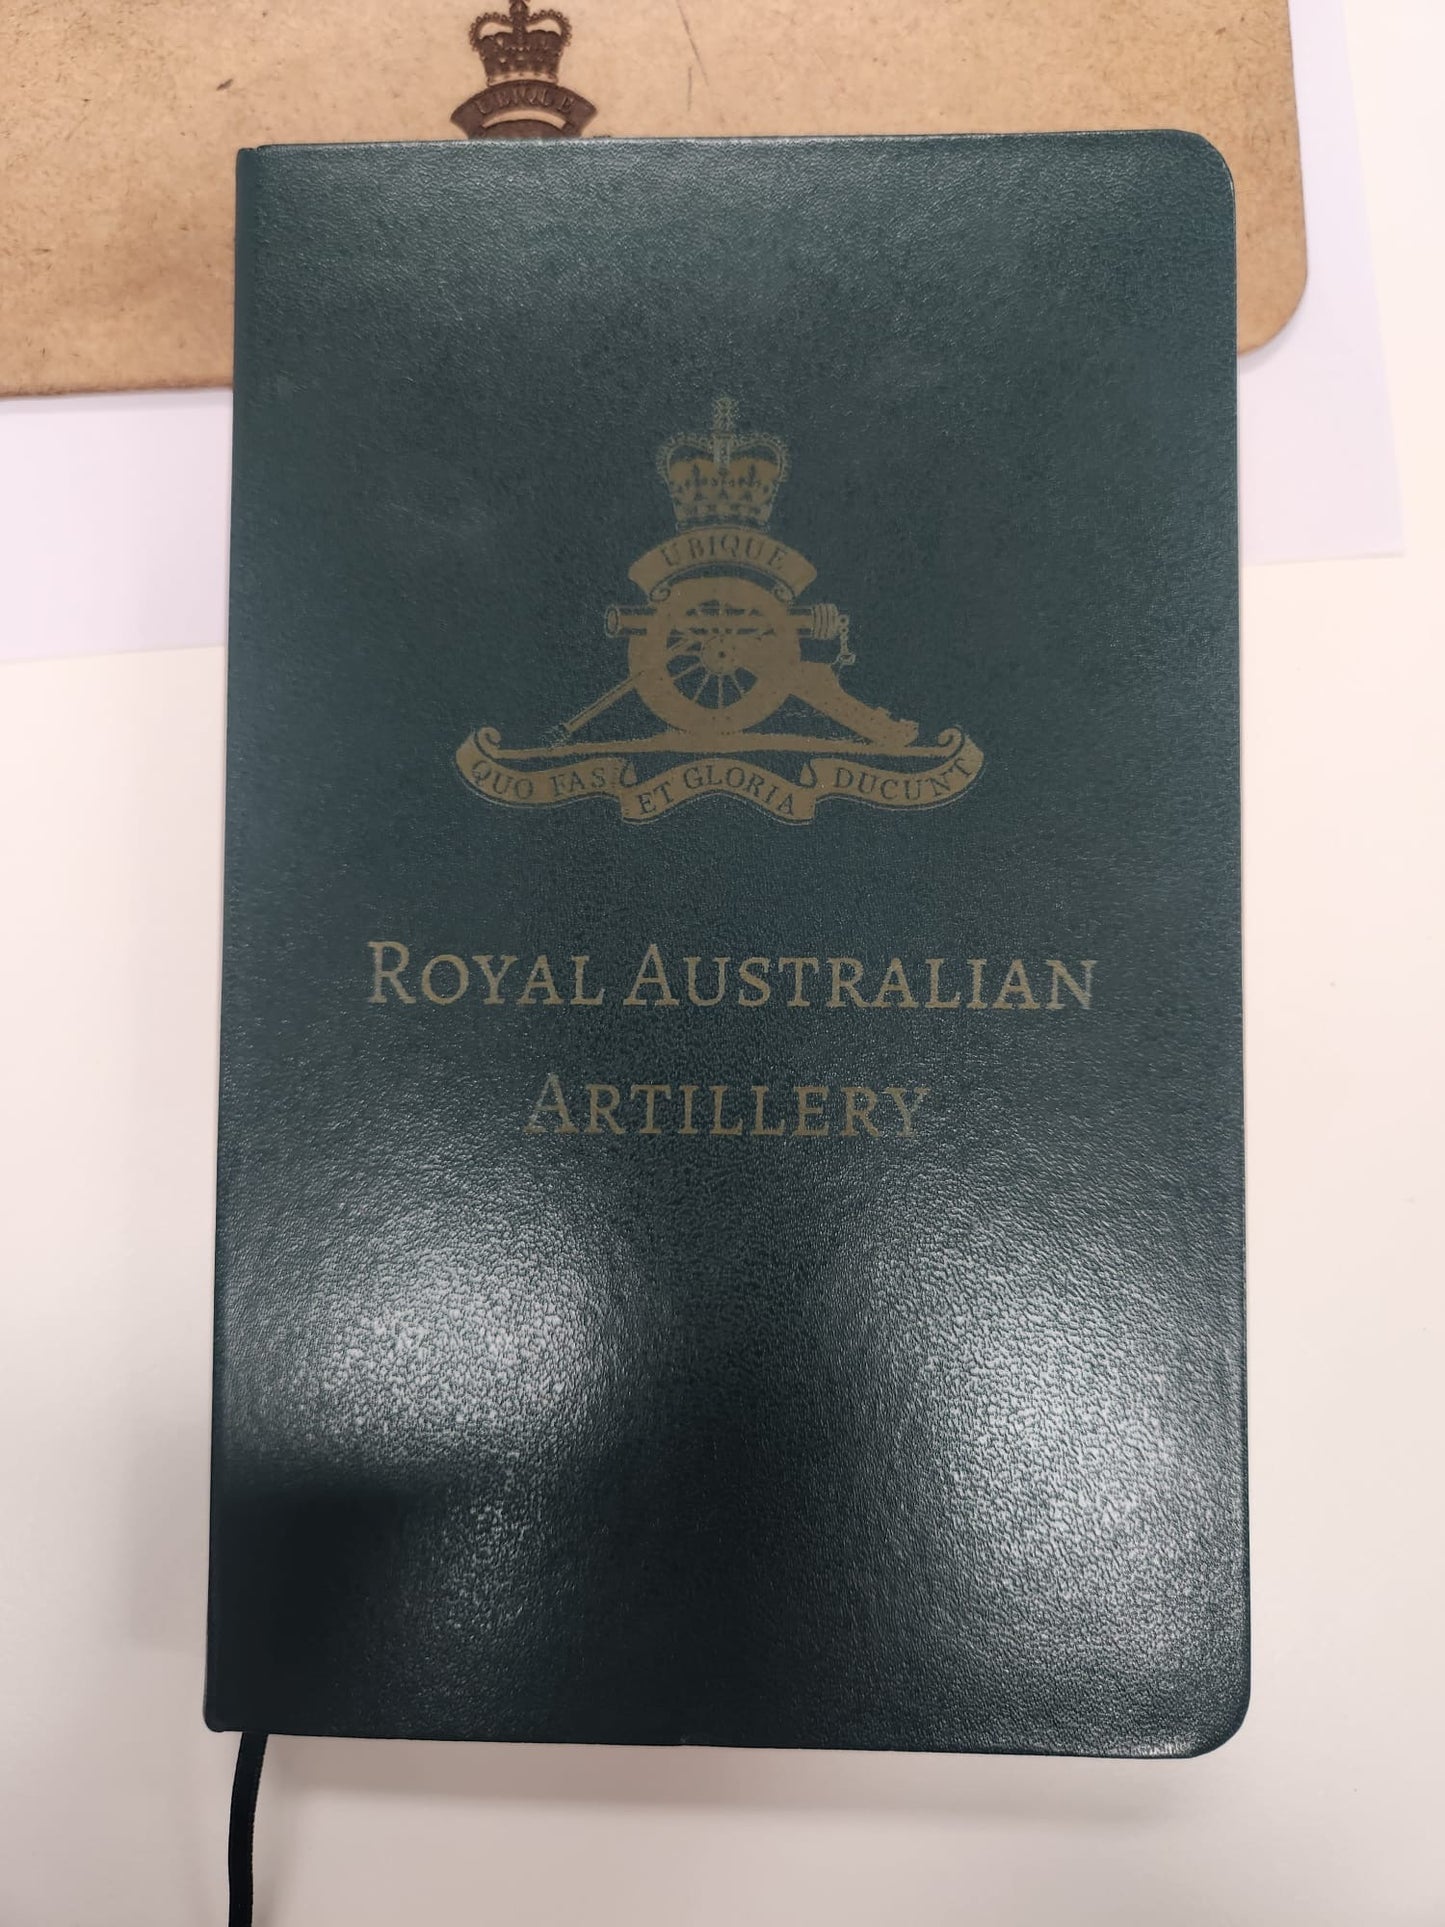 UBIQUE
UBIQUE
QUO FAS ET GLORIA DUCUNT
Royal Australian
Artillery